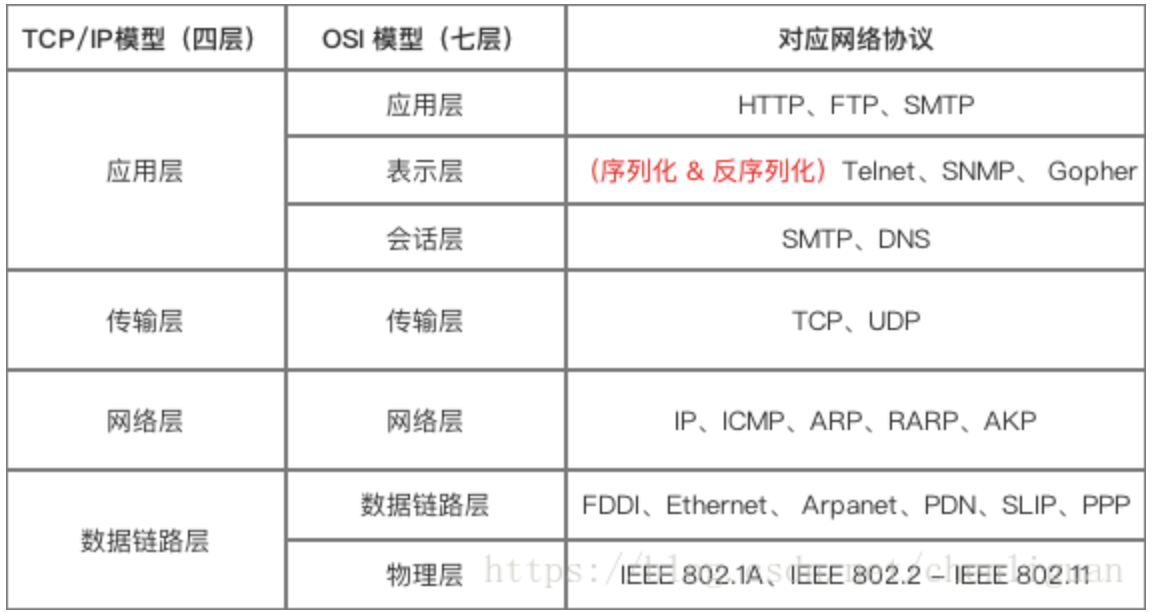 TCP/IP模型（四层） OSI 模型（七层） 对应网络协议
应用层 HTTP、FTP、SMTP
应用层 表示层 （序列化 & 反序列化）Telnet、SNMP、 Gopher
会话层 SMTP、DNS
传输层 传输层 TCP、UDP
网络层 网络层 IP、ICMP、ARP、RARP、AKP
数据链路层 FDDI、Ethernet、 Arpanet、PDN、SLIP、PPP
数据链路层
物理层 IEEE 802.1A、IEEE 802.2 – IEEE 802.11